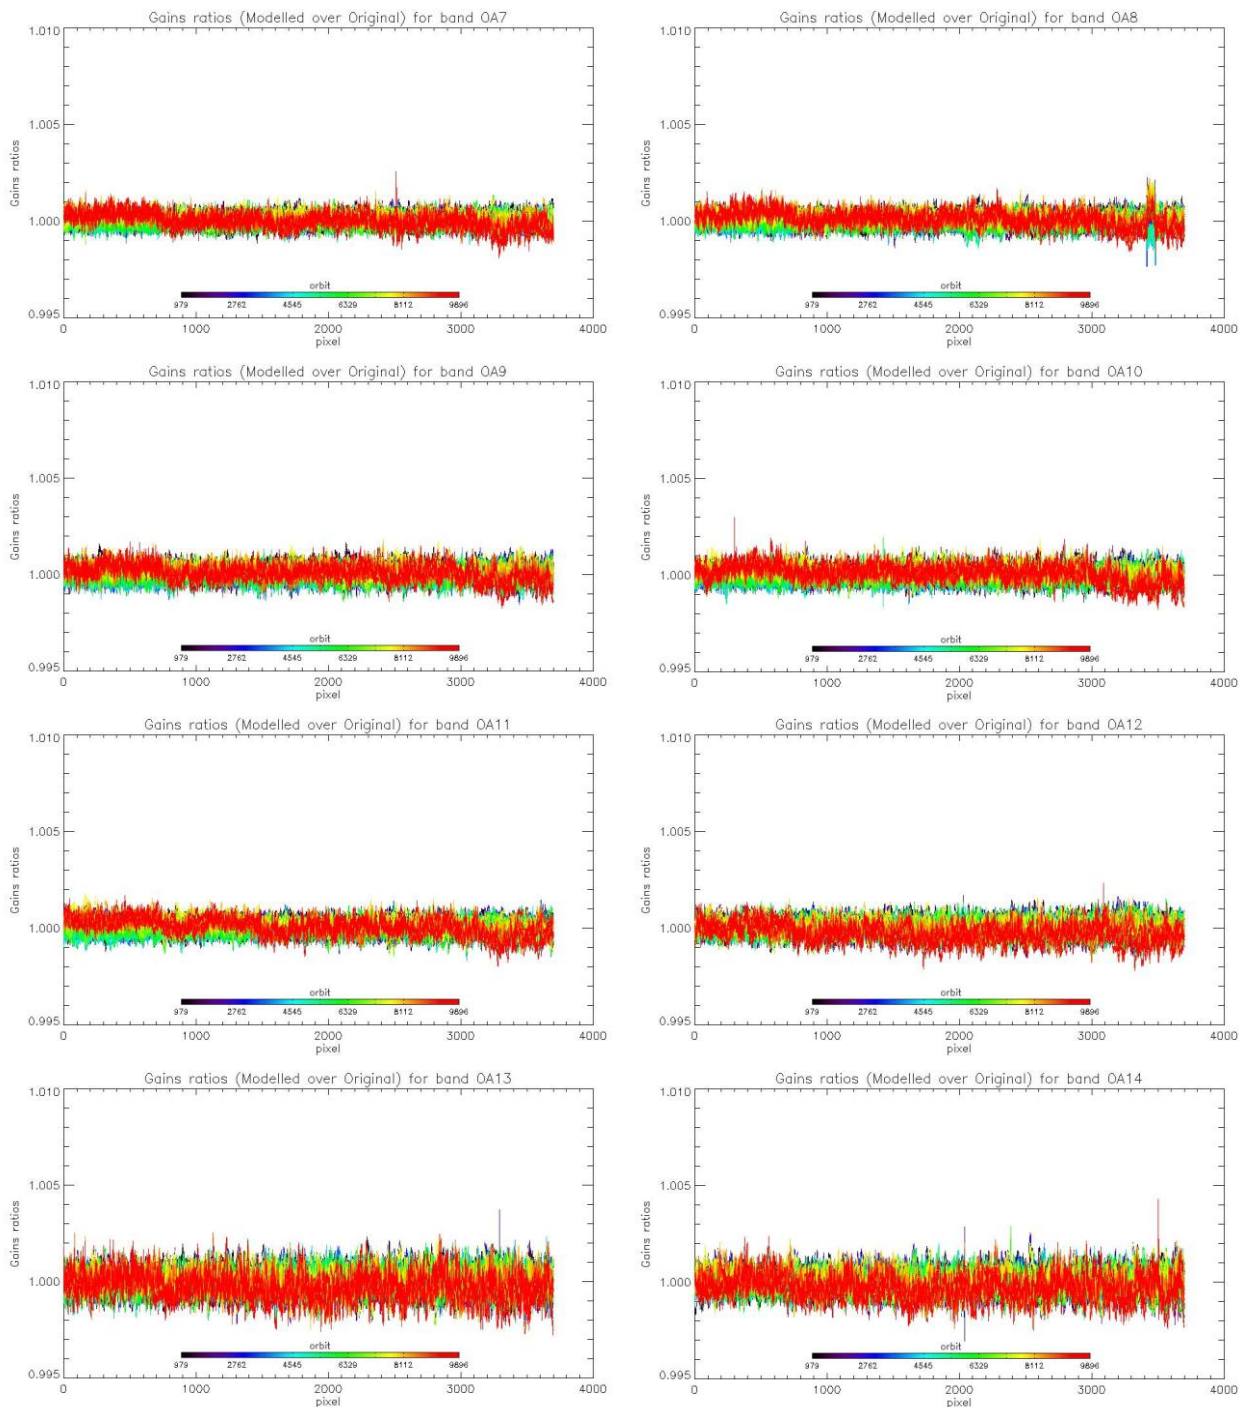 Gains ratios (Modelled over Original) for band OA7
1.010
1.005
1.000
0.995
Gains ratios
orbit
979 2762 4545 6329 8112 9896
0 1000 2000 3000 4000
pixel
Gains ratios (Modelled over Original) for band OA8
1.010
1.005
1.000
0.995
Gains ratios
orbit
979 2762 4545 6329 8112 9896
0 1000 2000 3000 4000
pixel
Gains ratios (Modelled over Original) for band OA9
1.010
1.005
1.000
0.995
Gains ratios
orbit
979 2762 4545 6329 8112 9896
0 1000 2000 3000 4000
pixel
Gains ratios (Modelled over Original) for band OA10
1.010
1.005
1.000
0.995
Gains ratios
orbit
979 2762 4545 6329 8112 9896
0 1000 2000 3000 4000
pixel
Gains ratios (Modelled over Original) for band OA11
1.010
1.005
1.000
0.995
Gains ratios
orbit
979 2762 4545 6329 8112 9896
0 1000 2000 3000 4000
pixel
Gains ratios (Modelled over Original) for band OA12
1.010
1.005
1.000
0.995
Gains ratios
orbit
979 2762 4545 6329 8112 9896
0 1000 2000 3000 4000
pixel
Gains ratios (Modelled over Original) for band OA13
1.010
1.005
1.000
0.995
Gains ratios
orbit
979 2762 4545 6329 8112 9896
0 1000 2000 3000 4000
pixel
Gains ratios (Modelled over Original) for band OA14
1.010
1.005
1.000
0.995
Gains ratios
orbit
979 2762 4545 6329 8112 9896
0 1000 2000 3000 4000
pixel